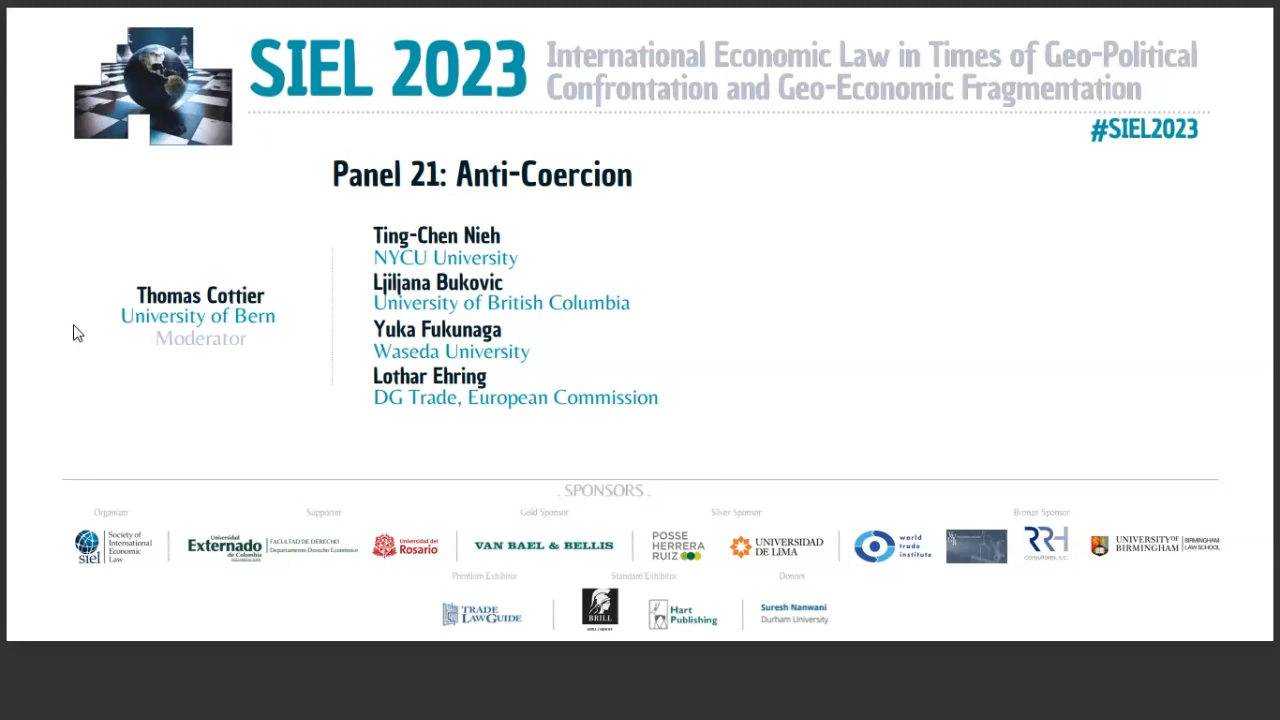 SIEL 2023
International Economic Law in Times of Geo-Political
Confrontation and Geo-Economic Fragmentation
#SIEL2023
Panel 21: Anti-Coercion
Thomas Cottier
University of Bern
Moderator
Ting-Chen Nieh
NYCU University
Ljiljana Bukovic
University of British Columbia
Yuka Fukunaga
Waseda University
Lothar Ehring
DG Trade, European Commission
. SPONSORS .
Organizer
Supporters
Gold Sponsor
Silver Sponsor
Bronze Sponsor
siel
Society of
International
Economic
Law
Universidad
Externado
de Colombia
FACULTAD DE DERECHO
Departamento Derecho Económico
Universidad del
Rosario
VAN BAEL & BELLIS
POSSE
HERRERA
RUIZ
UNIVERSIDAD
DE LIMA
world
trade
institute
RRH
consultores, s.c.
UNIVERSITY OF
BIRMINGHAM
BIRMINGHAM
LAW SCHOOL
Premium Exhibitor
Standard Exhibitor
Donors
TRADE
LAWGUIDE
BRILL
Hart
Publishing
Suresh Nanwani
Durham University